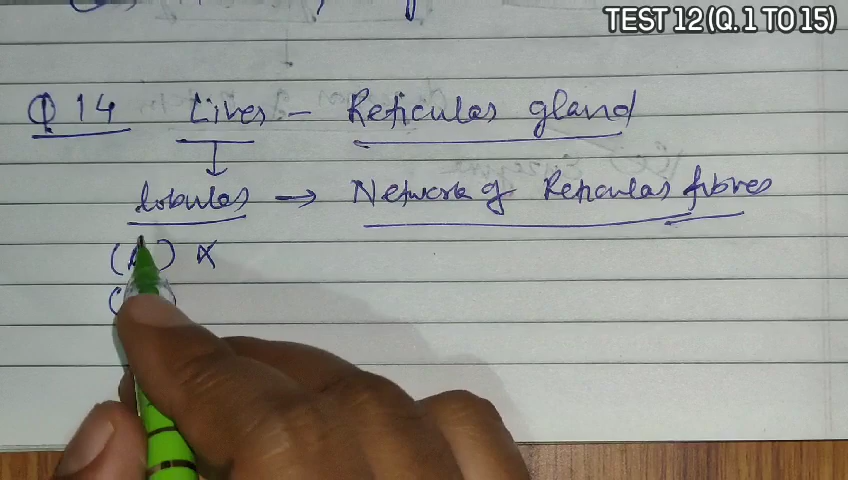 TEST 12 (Q. 1 TO 15)
Q 14 Liver – Reticular gland
lobules → Network of Reticular fibres
( ) ×